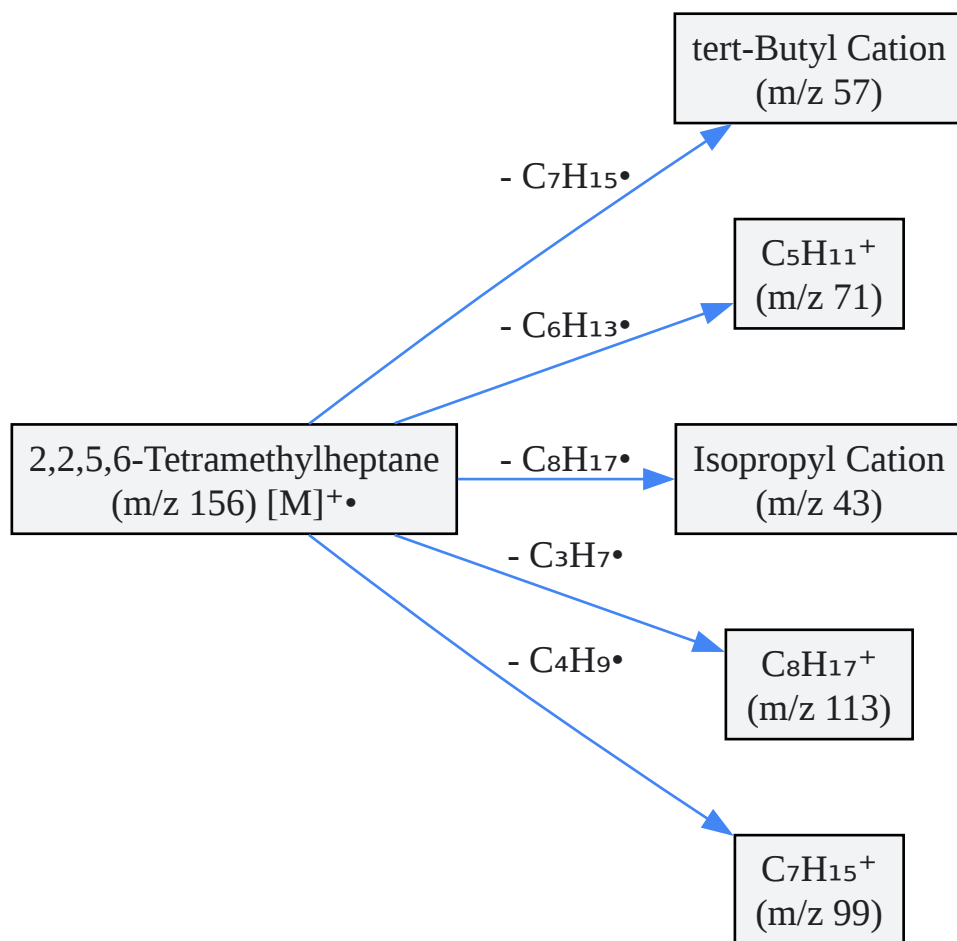 tert-Butyl Cation
(m/z 57)
- C₇H₁₅•
C₅H₁₁⁺
(m/z 71)
- C₆H₁₃•
2,2,5,6-Tetramethylheptane
(m/z 156) [M]⁺•
- C₈H₁₇•
Isopropyl Cation
(m/z 43)
- C₃H₇•
C₈H₁₇⁺
(m/z 113)
- C₄H₉•
C₇H₁₅⁺
(m/z 99)